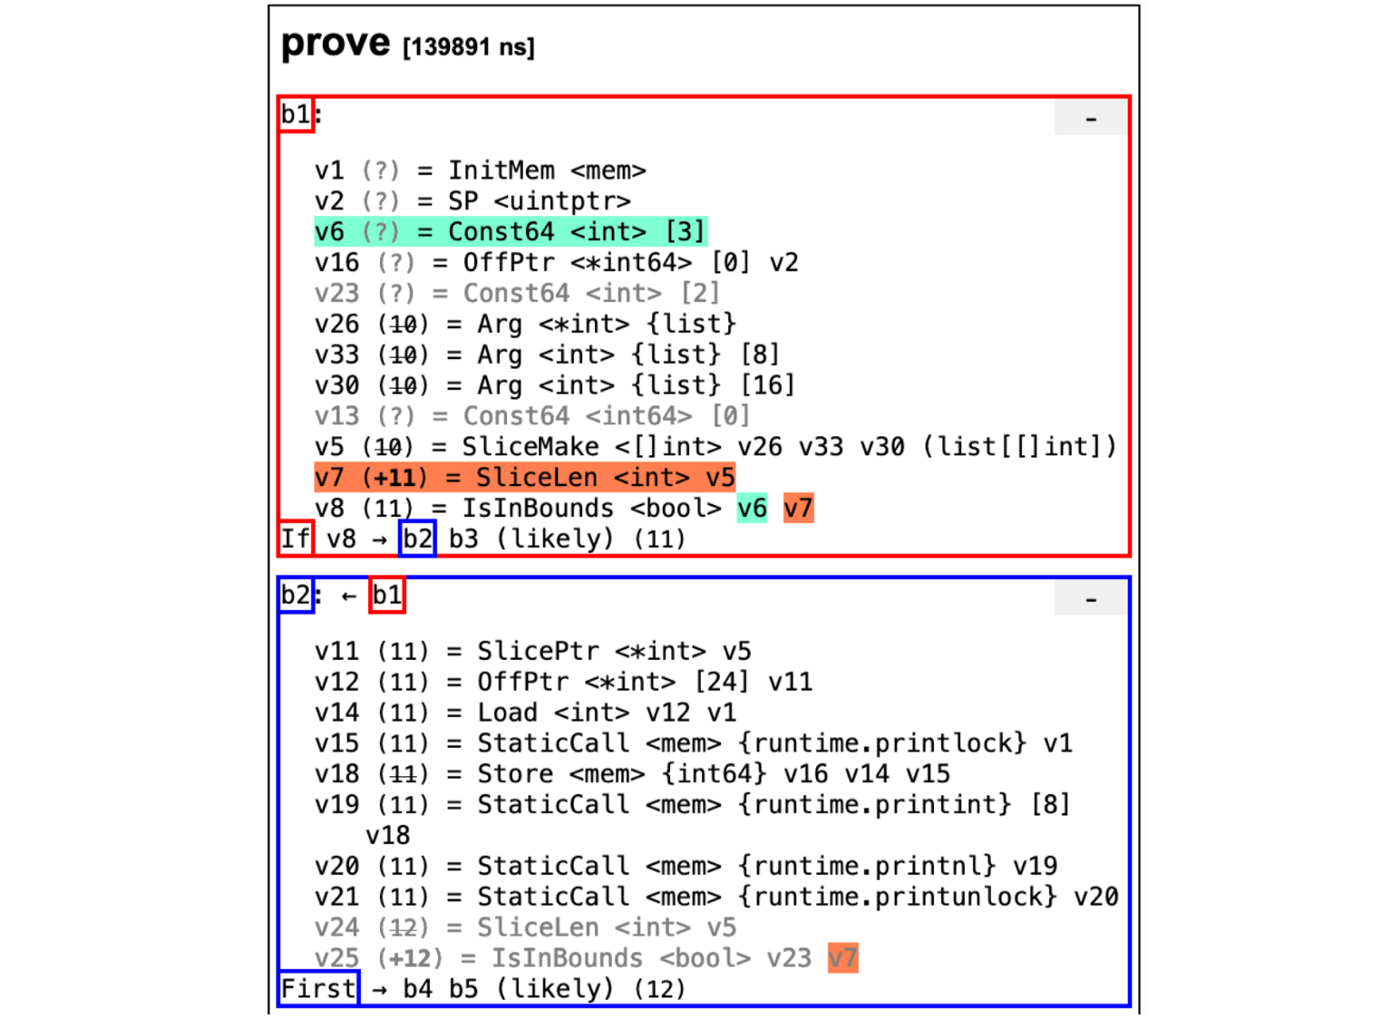 prove [139891 ns]
b1:
-
v1 (?) = InitMem <mem>
v2 (?) = SP <uintptr>
v6 (?) = Const64 <int> [3]
v16 (?) = OffPtr <*int64> [0] v2
v23 (?) = Const64 <int> [2]
v26 (10) = Arg <*int> {list}
v33 (10) = Arg <int> {list} [8]
v30 (10) = Arg <int> {list} [16]
v13 (?) = Const64 <int64> [0]
v5 (10) = SliceMake <[]int> v26 v33 v30 (list[[]int])
v7 (+11) = SliceLen <int> v5
v8 (11) = IsInBounds <bool> v6 v7
If v8 → b2 b3 (likely) (11)
b2: ← b1
-
v11 (11) = SlicePtr <*int> v5
v12 (11) = OffPtr <*int> [24] v11
v14 (11) = Load <int> v12 v1
v15 (11) = StaticCall <mem> {runtime.printlock} v1
v18 (11) = Store <mem> {int64} v16 v14 v15
v19 (11) = StaticCall <mem> {runtime.printint} [8]
v18
v20 (11) = StaticCall <mem> {runtime.printnl} v19
v21 (11) = StaticCall <mem> {runtime.printunlock} v20
v24 (12) = SliceLen <int> v5
v25 (+12) = IsInBounds <bool> v23 v7
First → b4 b5 (likely) (12)